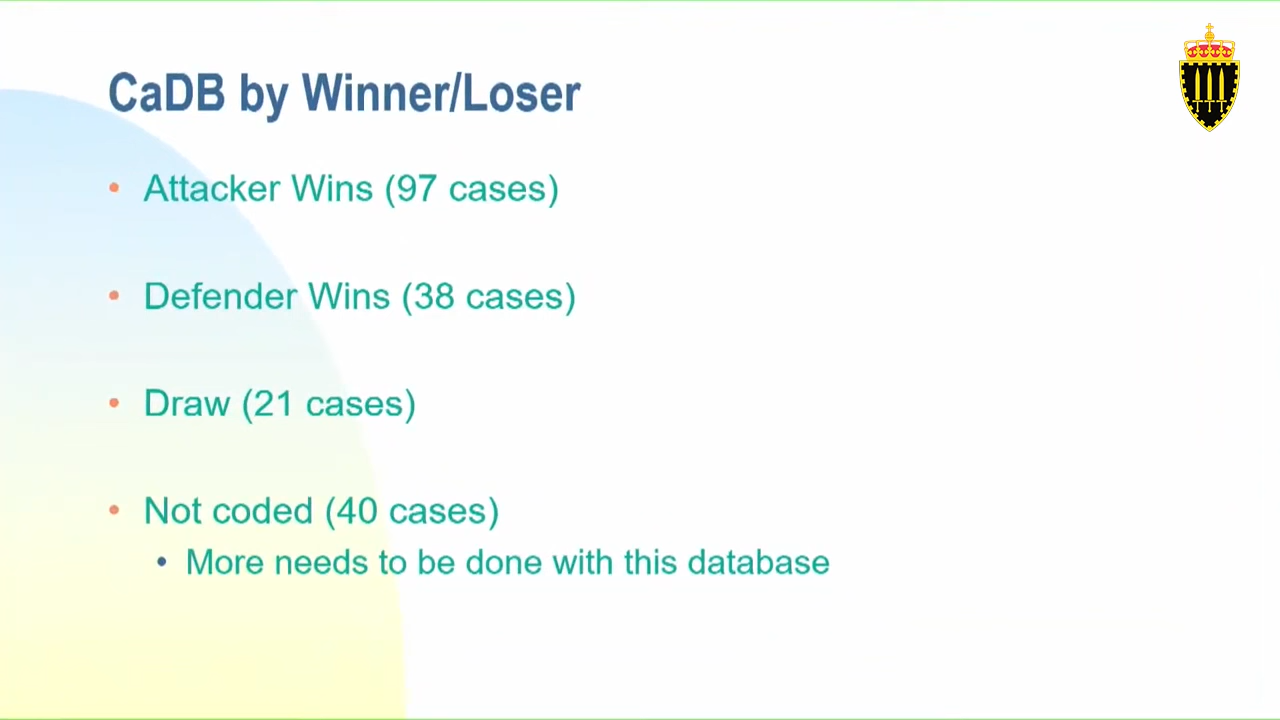 CaDB by Winner/Loser
• Attacker Wins (97 cases)
• Defender Wins (38 cases)
• Draw (21 cases)
• Not coded (40 cases)
• More needs to be done with this database